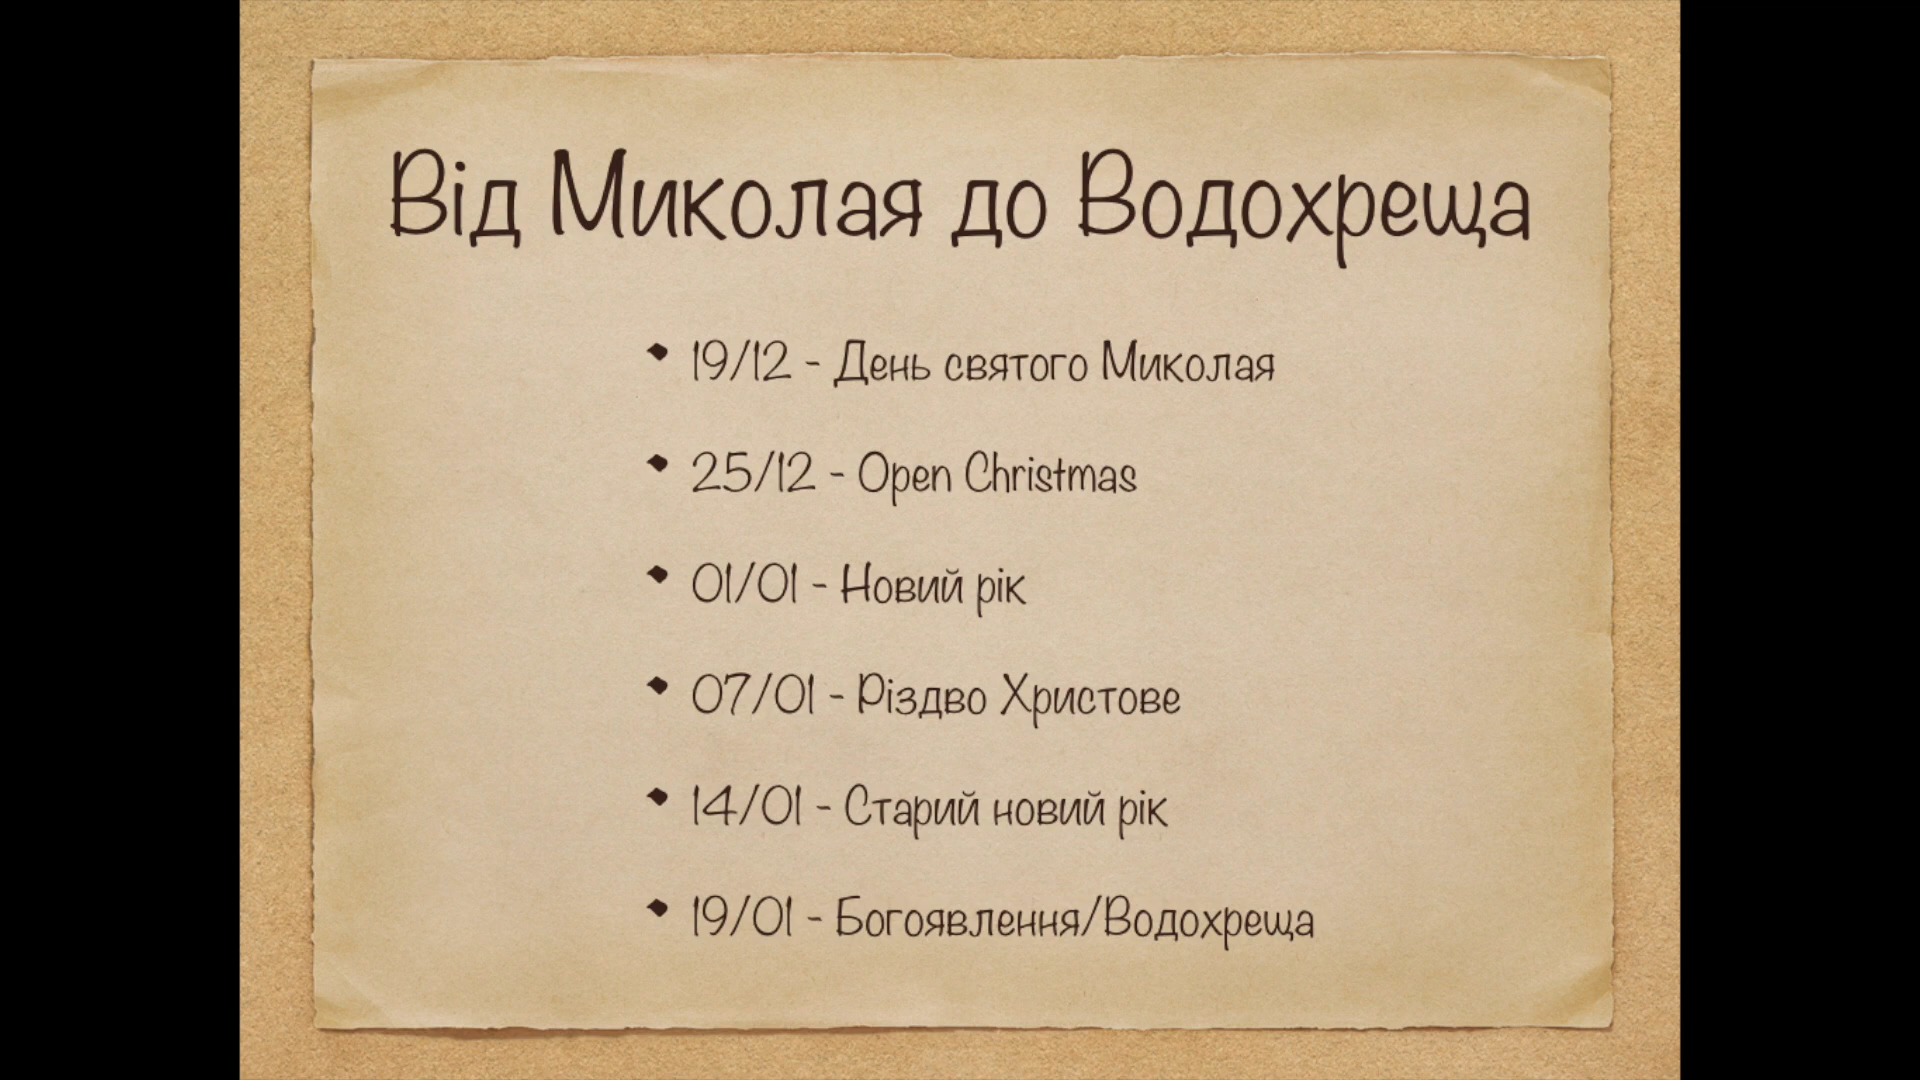 Від Миколая до Водохреща
19/12 - День святого Миколая
25/12 - Open Christmas
01/01 - Новий рік
07/01 - Різдво Христове
14/01 - Старий новий рік
19/01 - Богоявлення/Водохреща